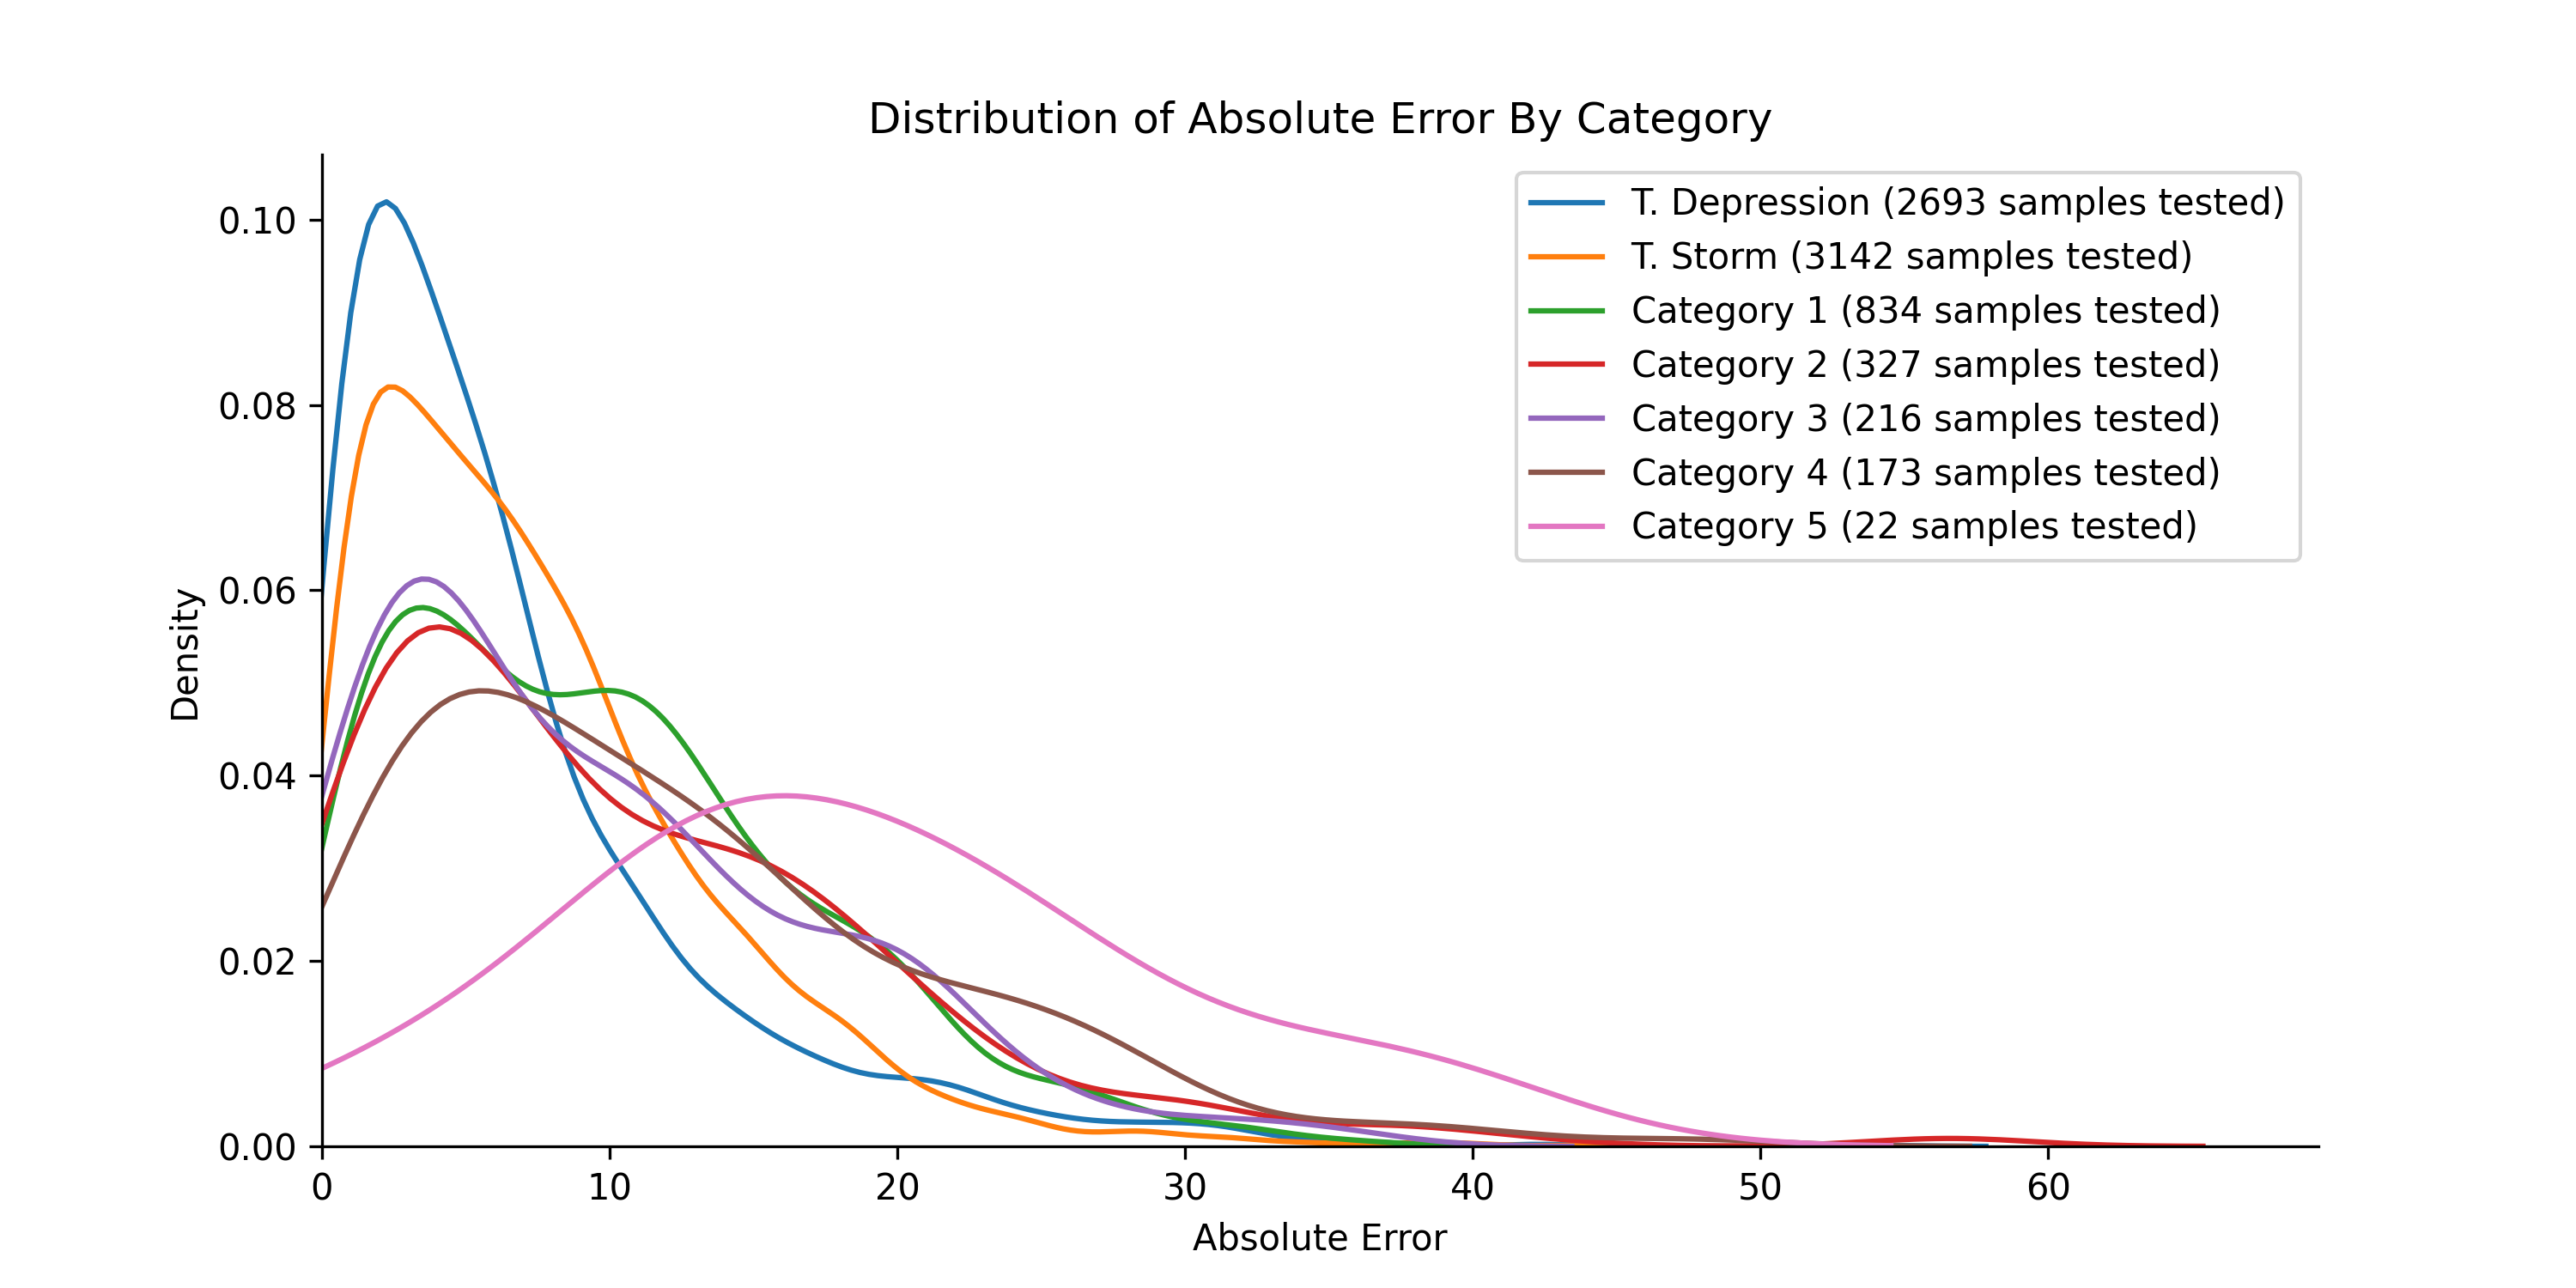 Distribution of Absolute Error By Category
T. Depression (2693 samples tested)
T. Storm (3142 samples tested)
Category 1 (834 samples tested)
Category 2 (327 samples tested)
Category 3 (216 samples tested)
Category 4 (173 samples tested)
Category 5 (22 samples tested)
Density
0.10
0.08
0.06
0.04
0.02
0.00
0 10 20 30 40 50 60
Absolute Error